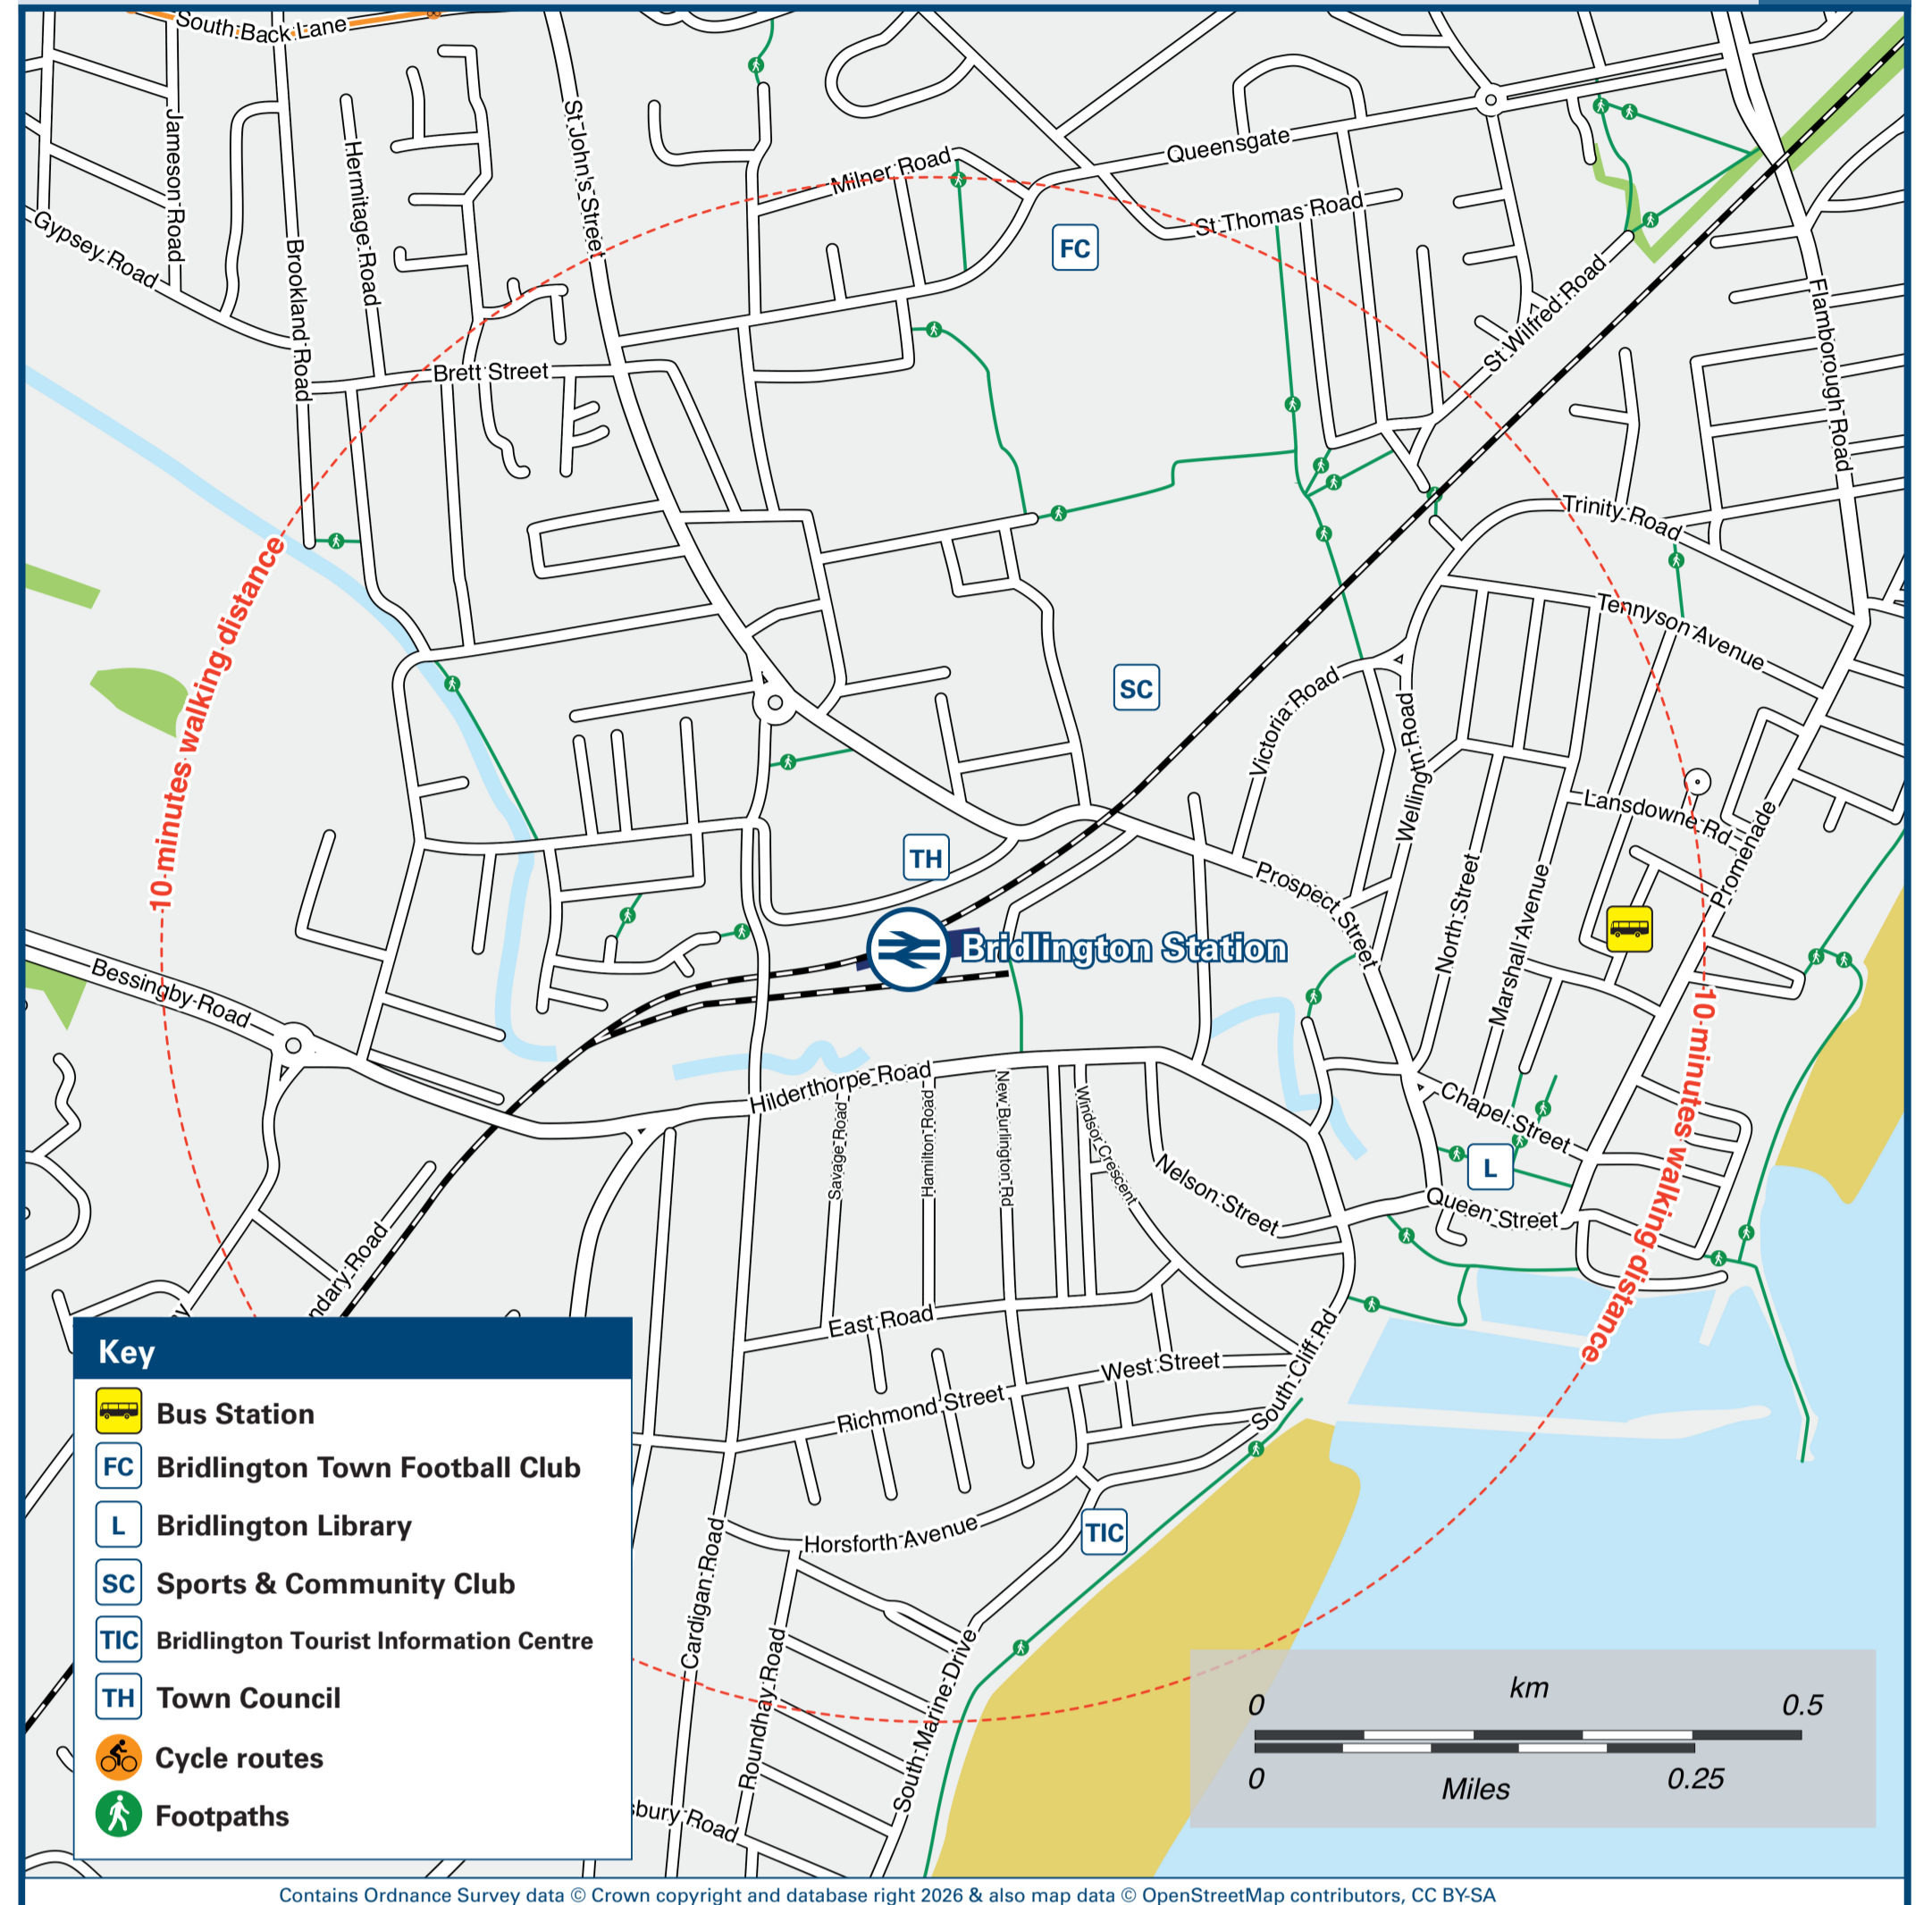 South Back Lane
Jameson Road
Gypsey Road
Brookland Road
Hermitage Road
St John's Street
Milner Road
Queensgate
St Thomas Road
FC
St Wilfred Road
Flamborough Road
Brett Street
Trinity Road
Tennyson Avenue
10 minutes walking distance
SC
Victoria Road
Wellingtn Road
Lansdowne Rd
Promenade
TH
Prospect Street
North Street
Marshall Avenue
Bridlington Station
Bessingby Road
10 minutes walking distance
Hilderthorpe Road
Savage Road
Hamilton Road
New Burlington Rd
Windsor Crescent
Nelson Street
Chapel Street
L
Queen Street
ndary Road
East Road
West Street
Richmond Street
South Cliff Rd
Horsforth Avenue
TIC
Cardigan Road
Roundhay Road
South Marine Drive
sbury Road
Key
Bus Station
FC Bridlington Town Football Club
L Bridlington Library
SC Sports & Community Club
TIC Bridlington Tourist Information Centre
TH Town Council
Cycle routes
Footpaths
km
0 0.5
0 0.25
Miles
Contains Ordnance Survey data © Crown copyright and database right 2026 & also map data © OpenStreetMap contributors, CC BY-SA